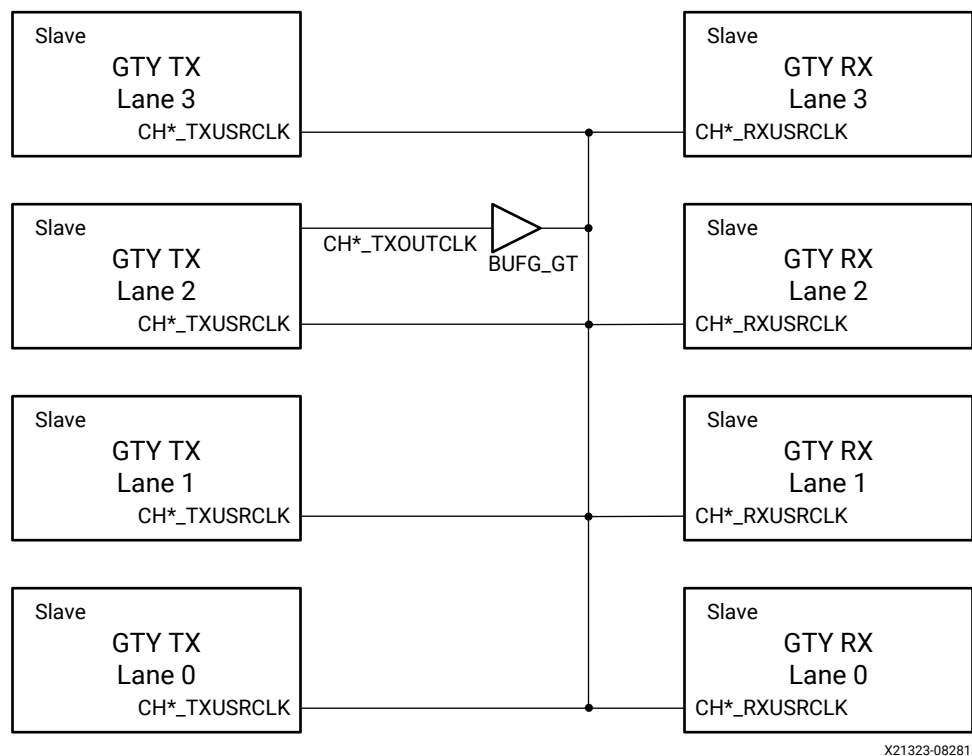 Slave
GTY TX
Lane 3
CH*_TXUSRCLK
Slave
GTY RX
Lane 3
CH*_RXUSRCLK
Slave
GTY TX
Lane 2
CH*_TXUSRCLK
CH*_TXOUTCLK
BUFG_GT
Slave
GTY RX
Lane 2
CH*_RXUSRCLK
Slave
GTY TX
Lane 1
CH*_TXUSRCLK
Slave
GTY RX
Lane 1
CH*_RXUSRCLK
Slave
GTY TX
Lane 0
CH*_TXUSRCLK
Slave
GTY RX
Lane 0
CH*_RXUSRCLK
X21323-08281